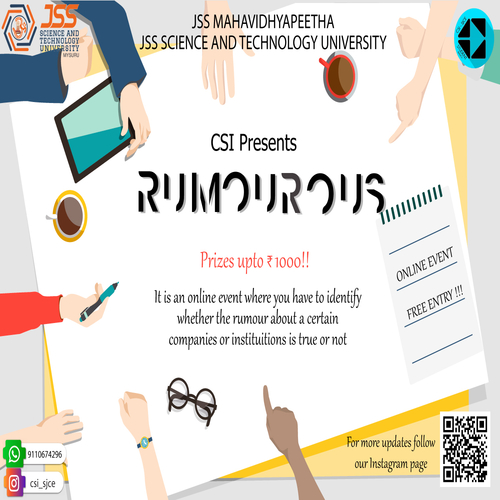 JSS
SCIENCE AND
TECHNOLOGY
UNIVERSITY
MYSURU
JSS MAHAVIDHYAPEETHA
JSS SCIENCE AND TECHNOLOGY UNIVERSITY
CSI Presents
RUMOUROUS
Prizes upto ₹ 1000!!
It is an online event where you have to identify
whether the rumour about a certain
companies or instituitions is true or not
ONLINE EVENT
FREE ENTRY !!!
9110674296
csi_sjce
For more updates follow
our Instagram page